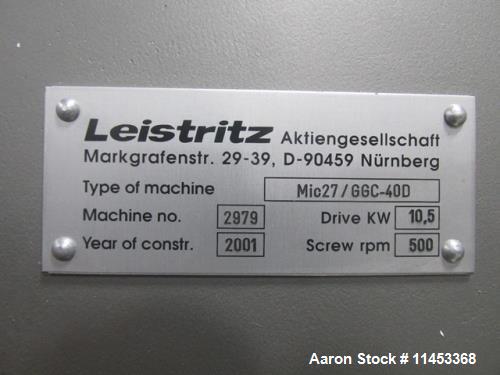 Leistritz Aktiengesellschaft
Markgrafenstr. 29-39, D-90459 Nürnberg
Type of machine Mic27/GGC-40D
Machine no. 2979 Drive KW 10,5
Year of constr. 2001 Screw rpm 500
Aaron Stock # 11453368